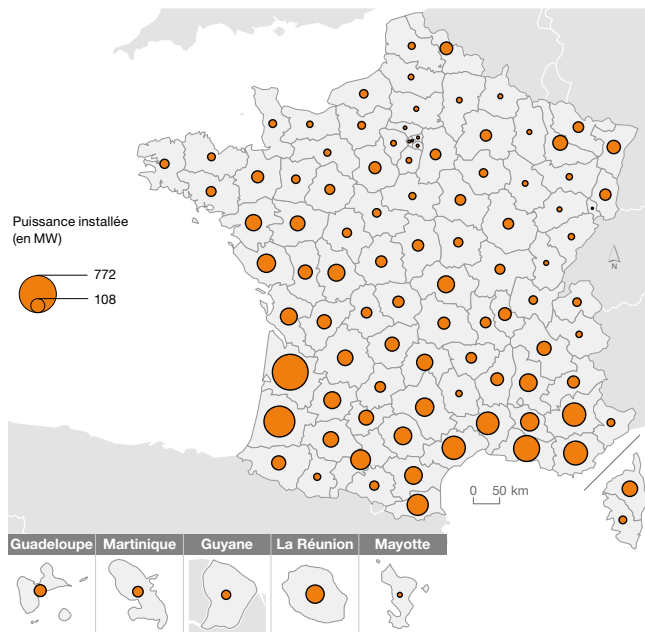 Puissance installée
(en MW)
772
108
N
0 50 km
Guadeloupe Martinique Guyane La Réunion Mayotte